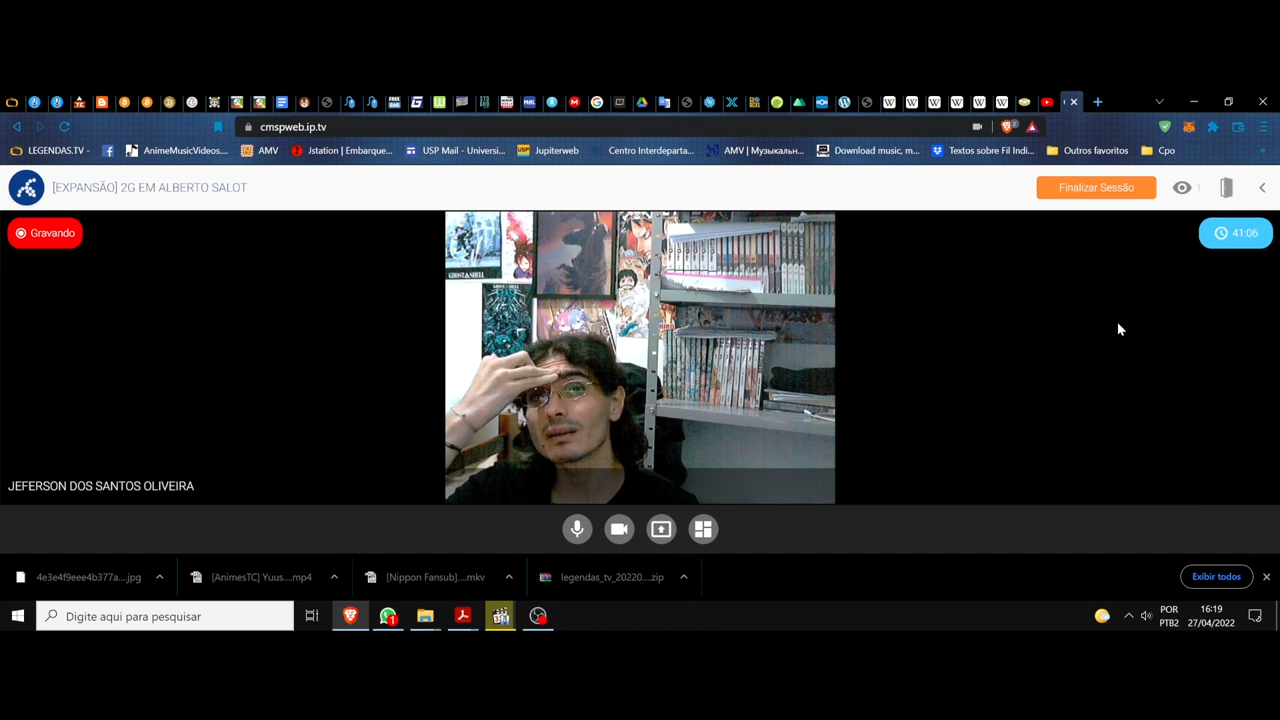 cmspweb.ip.tv
2
LEGENDAS.TV -
AnimeMusicVideos....
AMV
Jstation | Embarque...
USP Mail - Universi...
Jupiterweb
Centro Interdeparta...
AMV | Музыкальн...
Download music, m...
Textos sobre Fil Indi...
Outros favoritos
Cpo
[EXPANSÃO] 2G EM ALBERTO SALOT
Finalizar Sessão
1
Gravando
41:06
JEFERSON DOS SANTOS OLIVEIRA
4e3e4f9eee4b377a....jpg
[AnimesTC] Yuus....mp4
[Nippon Fansub]....mkv
legendas_tv_20220....zip
Exibir todos
Digite aqui para pesquisar
1
POR
PTB2
16:19
27/04/2022